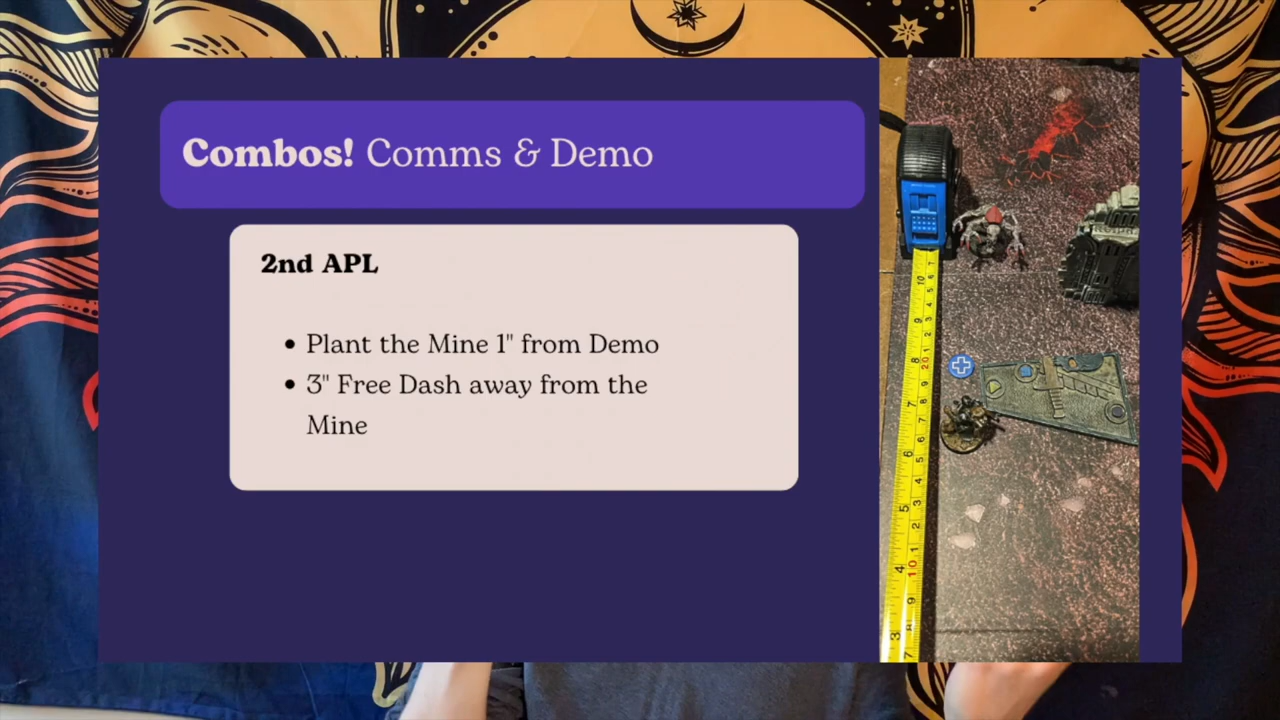 Combos! Comms & Demo
2nd APL
• Plant the Mine 1" from Demo
• 3" Free Dash away from the
Mine